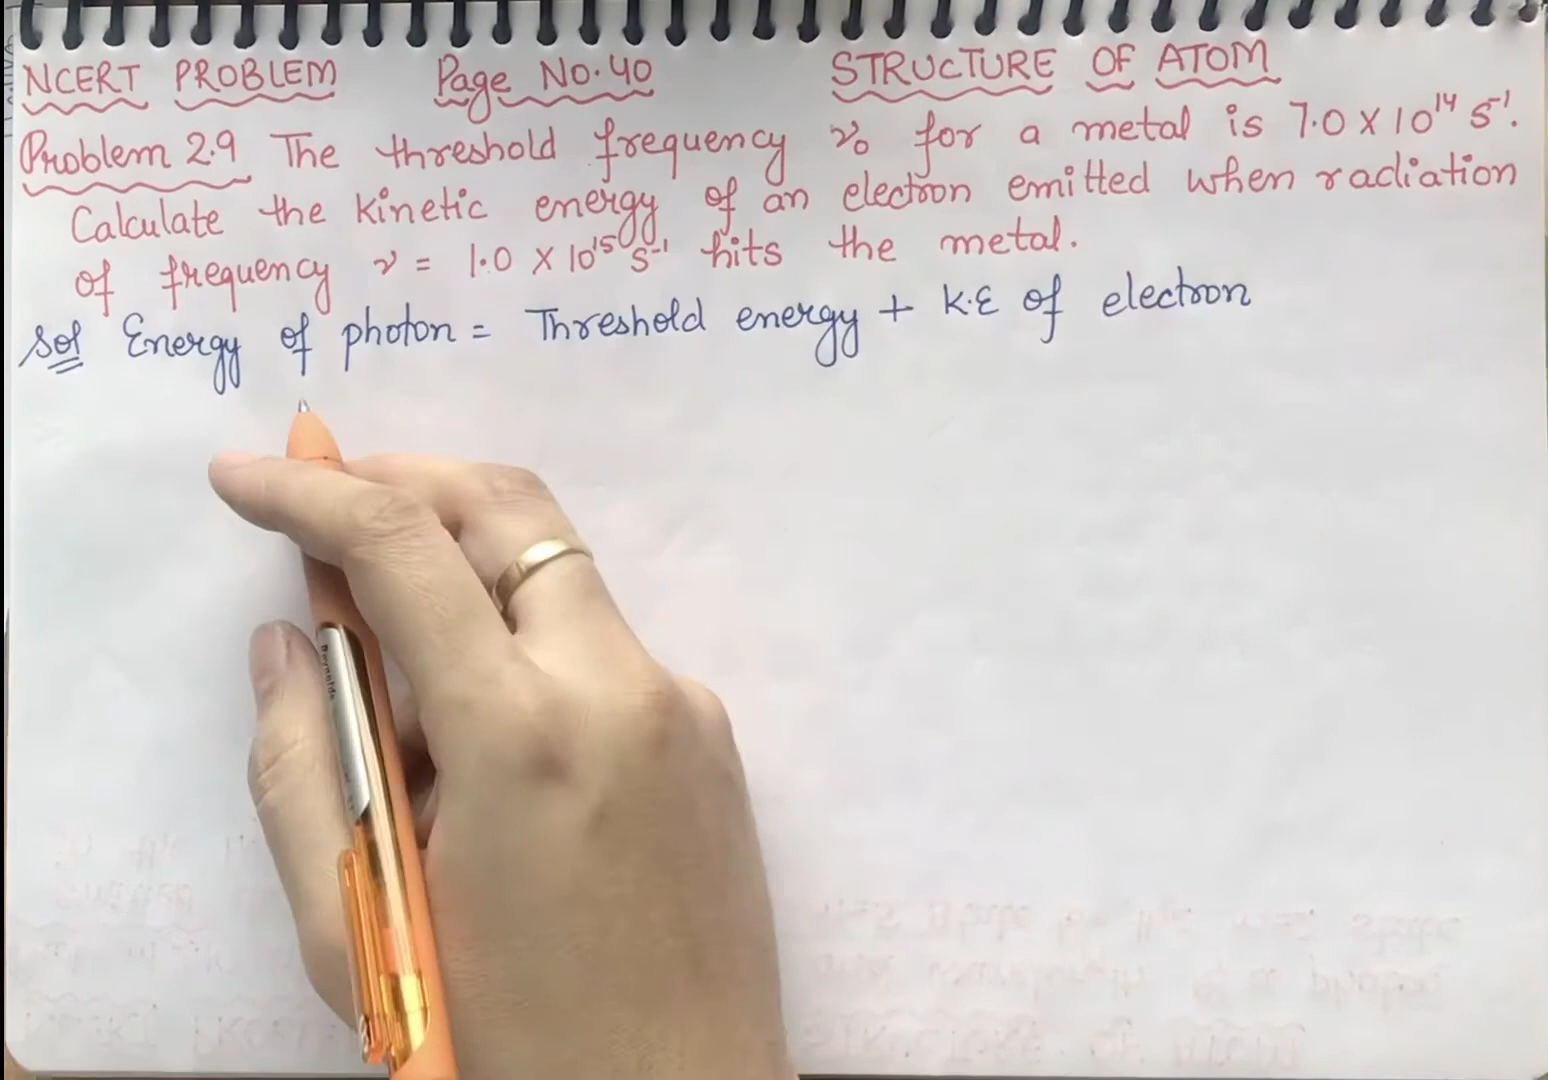 NCERT PROBLEM Page No. 40 STRUCTURE OF ATOM
Problem 2.9 The threshold frequency ν₀ for a metal is 7.0 x 10¹⁴ s⁻¹.
Calculate the kinetic energy of an electron emitted when radiation
of frequency ν = 1.0 x 10¹⁵ s⁻¹ hits the metal.
Sol Energy of photon = Threshold energy + K.E of electron
Reynolds